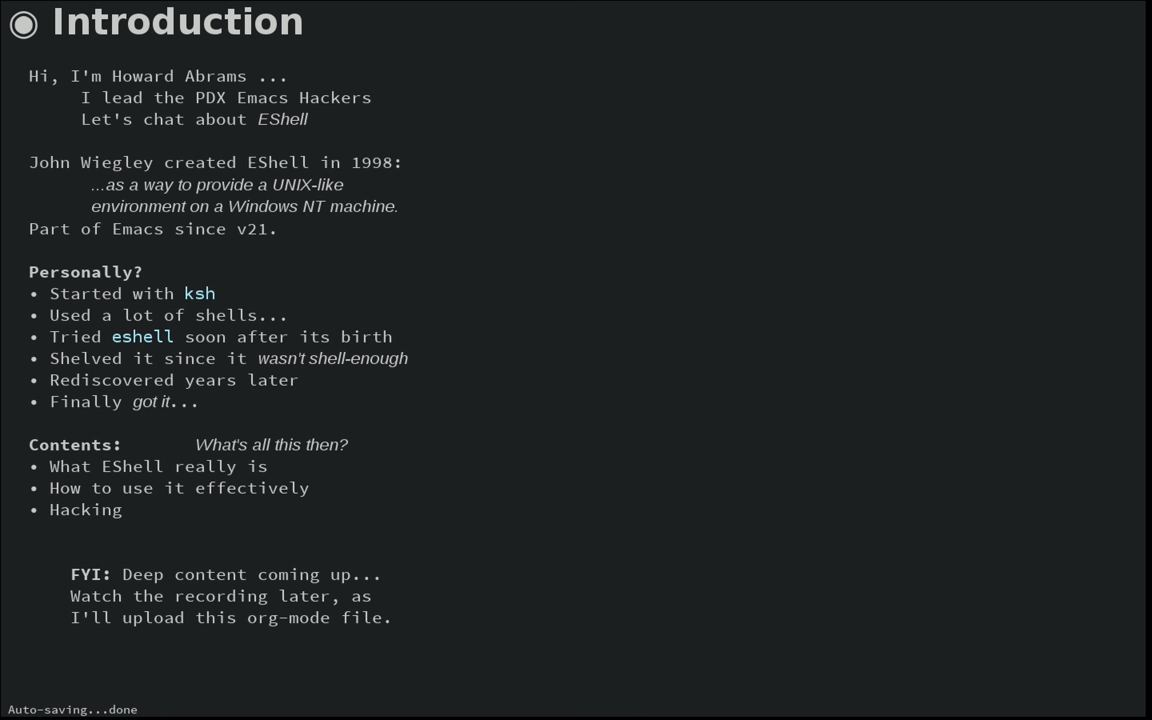 ◉ Introduction
Hi, I'm Howard Abrams ...
I lead the PDX Emacs Hackers
Let's chat about EShell
John Wiegley created EShell in 1998:
...as a way to provide a UNIX-like
environment on a Windows NT machine.
Part of Emacs since v21.
Personally?
• Started with ksh
• Used a lot of shells...
• Tried eshell soon after its birth
• Shelved it since it wasn't shell-enough
• Rediscovered years later
• Finally got it...
Contents: What's all this then?
• What EShell really is
• How to use it effectively
• Hacking
FYI: Deep content coming up...
Watch the recording later, as
I'll upload this org-mode file.
Auto-saving...done